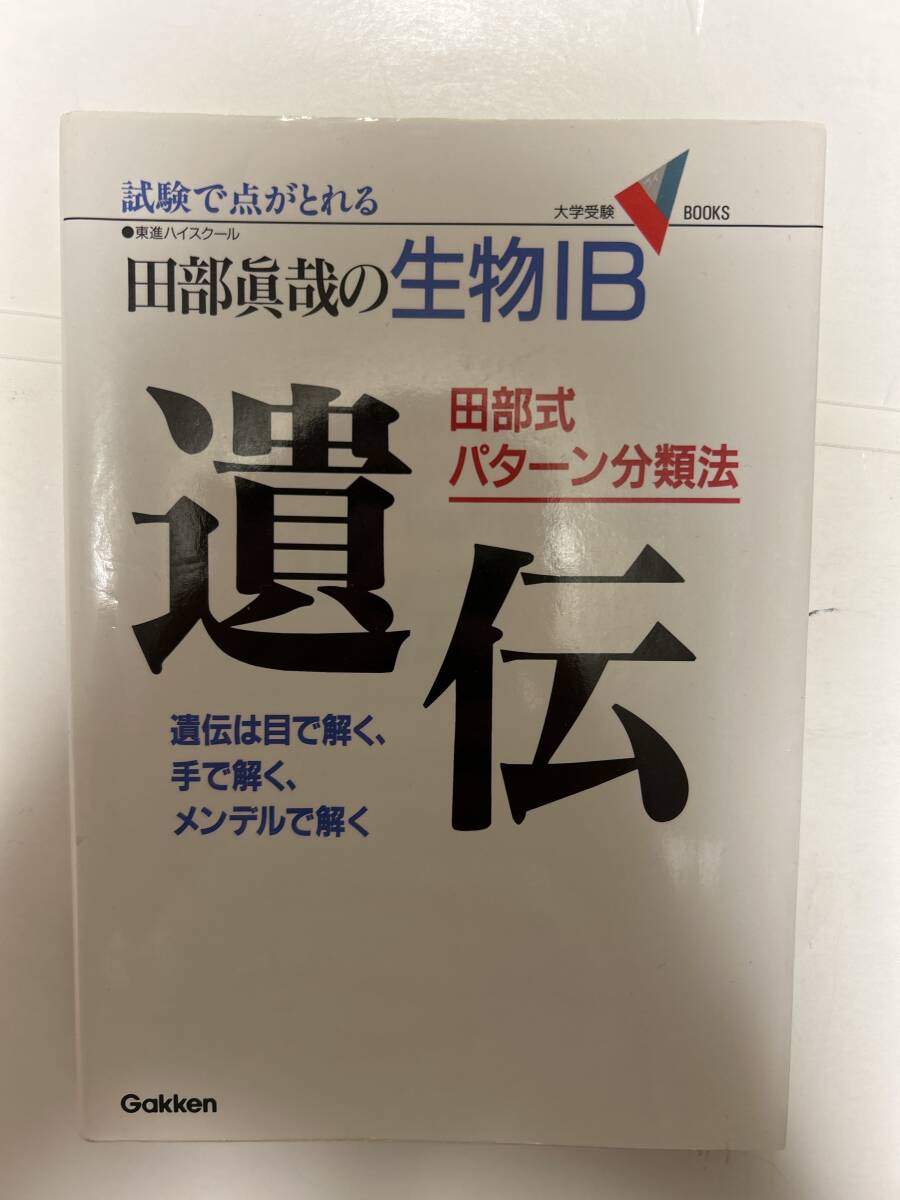 試験で点がとれる
大学受験 BOOKS
●東進ハイスクール
田部眞哉の生物IB
田部式
パターン分類法
遺伝
遺伝は目で解く、
手で解く、
メンデルで解く
Gakken